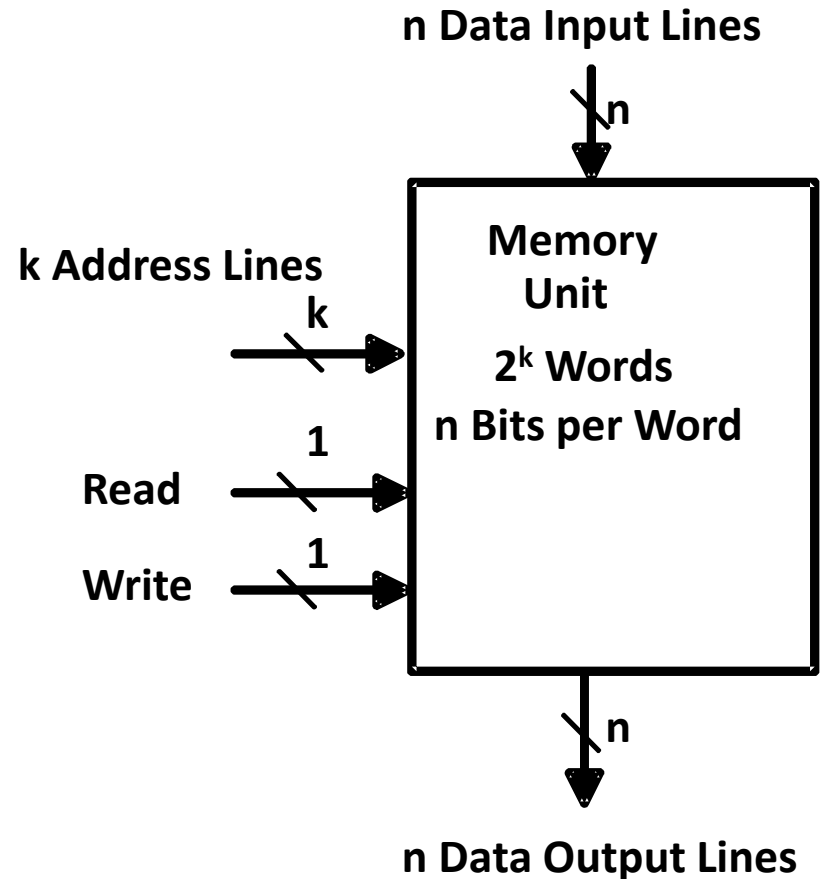 n Data Input Lines
n
Memory
Unit
k Address Lines
k
2ᵏ Words
n Bits per Word
1
Read
1
Write
n
n Data Output Lines